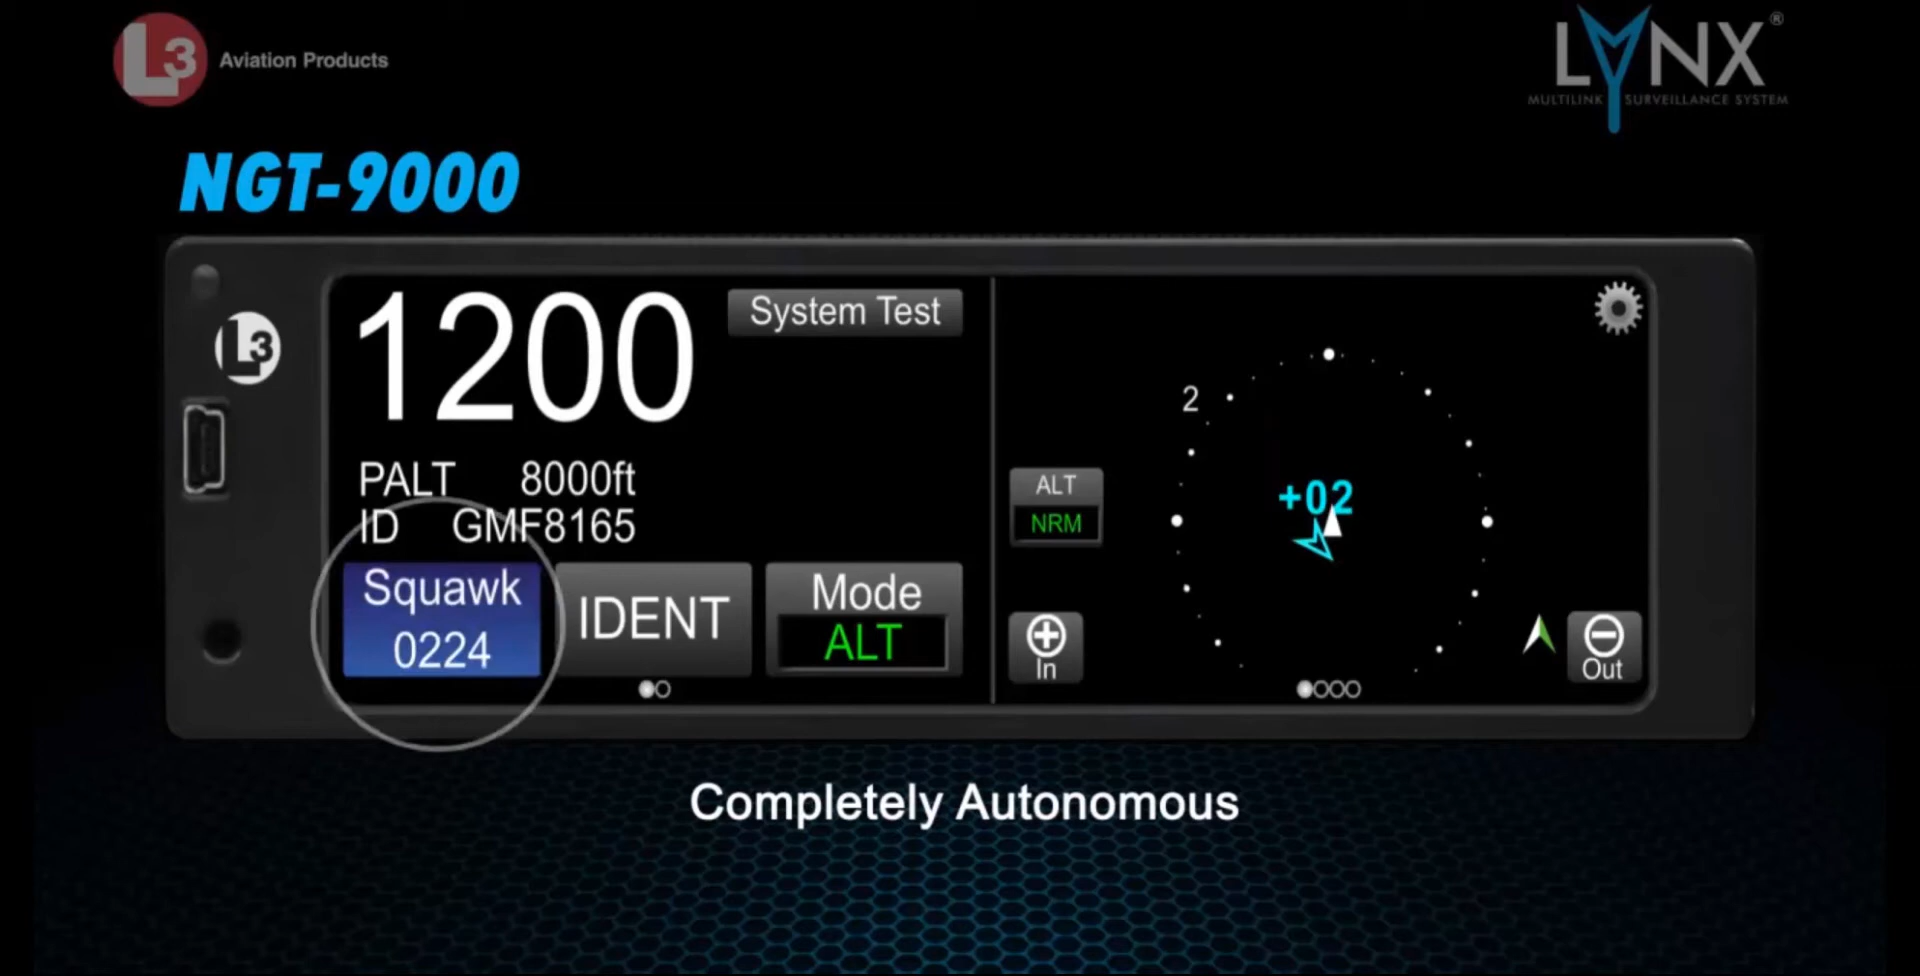 L3 Aviation Products
LYNX®
MULTILINK SURVEILLANCE SYSTEM
NGT-9000
L3
1200
System Test
PALT 8000ft
ID GMF8165
Squawk
0224
IDENT
Mode
ALT
2
ALT
NRM
+02
In
Out
Completely Autonomous